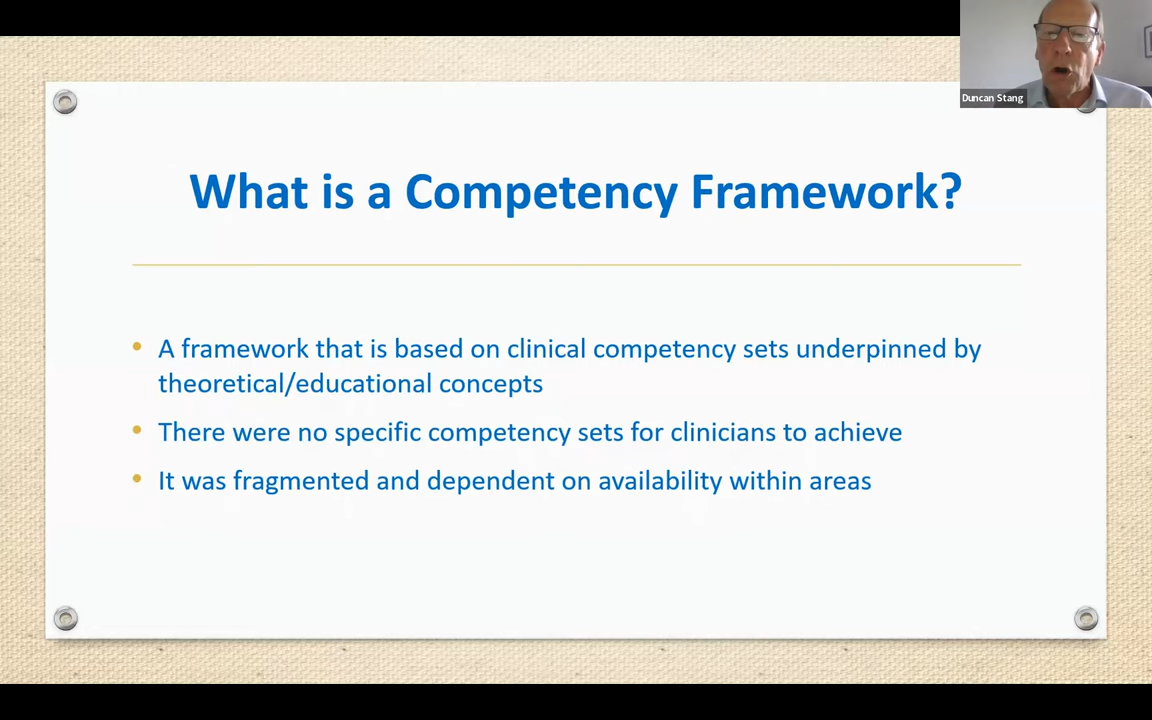 Duncan Stang
What is a Competency Framework?
• A framework that is based on clinical competency sets underpinned by
theoretical/educational concepts
• There were no specific competency sets for clinicians to achieve
• It was fragmented and dependent on availability within areas